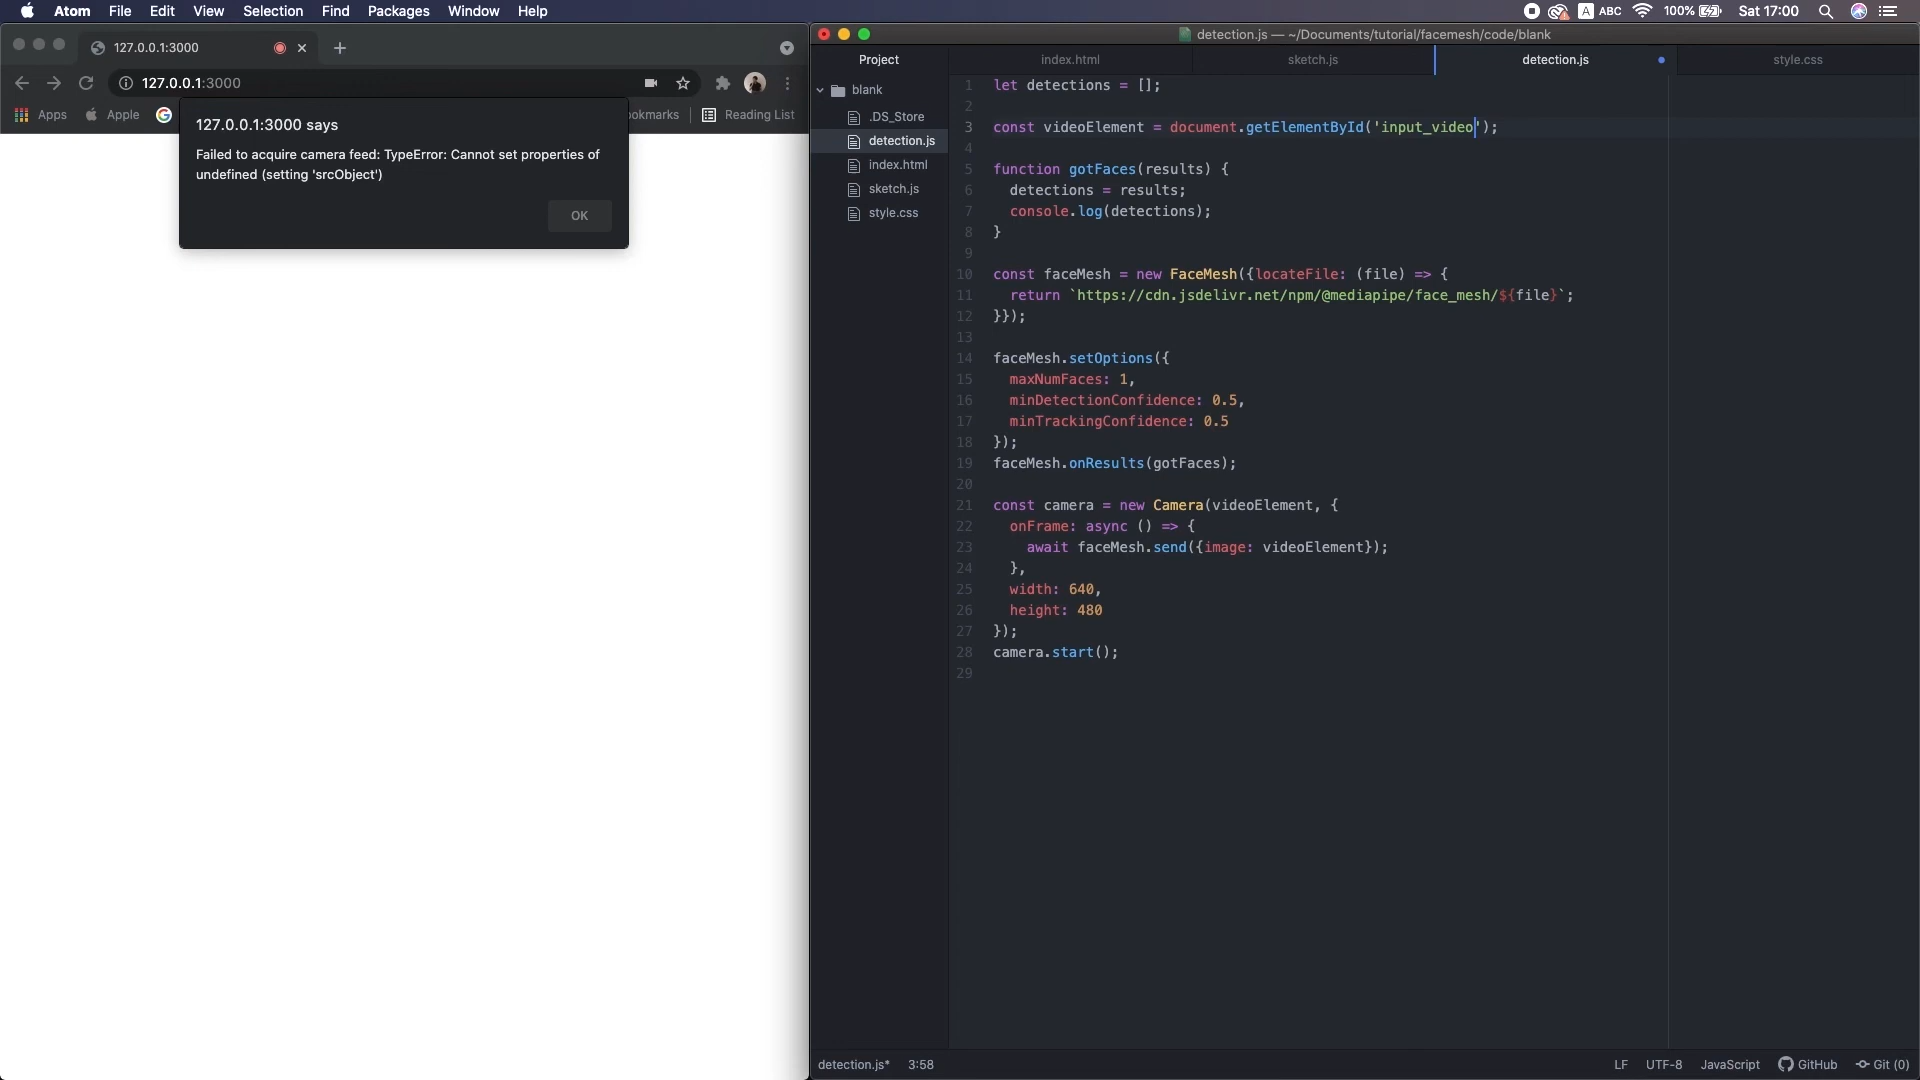 Atom File Edit View Selection Find Packages Window Help
A ABC 100% Sat 17:00
127.0.0.1:3000
127.0.0.1:3000
Apps Apple okmarks Reading List
127.0.0.1:3000 says
Failed to acquire camera feed: TypeError: Cannot set properties of
undefined (setting 'srcObject')
OK
detection.js — ~/Documents/tutorial/facemesh/code/blank
Project
blank
.DS_Store
detection.js
index.html
sketch.js
style.css
index.html sketch.js detection.js style.css
1 let detections = [];
2
3 const videoElement = document.getElementById('input_video');
4
5 function gotFaces(results) {
6 detections = results;
7 console.log(detections);
8 }
9
10 const faceMesh = new FaceMesh({locateFile: (file) => {
11 return `https://cdn.jsdelivr.net/npm/@mediapipe/face_mesh/${file}`;
12 }});
13
14 faceMesh.setOptions({
15 maxNumFaces: 1,
16 minDetectionConfidence: 0.5,
17 minTrackingConfidence: 0.5
18 });
19 faceMesh.onResults(gotFaces);
20
21 const camera = new Camera(videoElement, {
22 onFrame: async () => {
23 await faceMesh.send({image: videoElement});
24 },
25 width: 640,
26 height: 480
27 });
28 camera.start();
29
detection.js* 3:58
LF UTF-8 JavaScript GitHub Git (0)